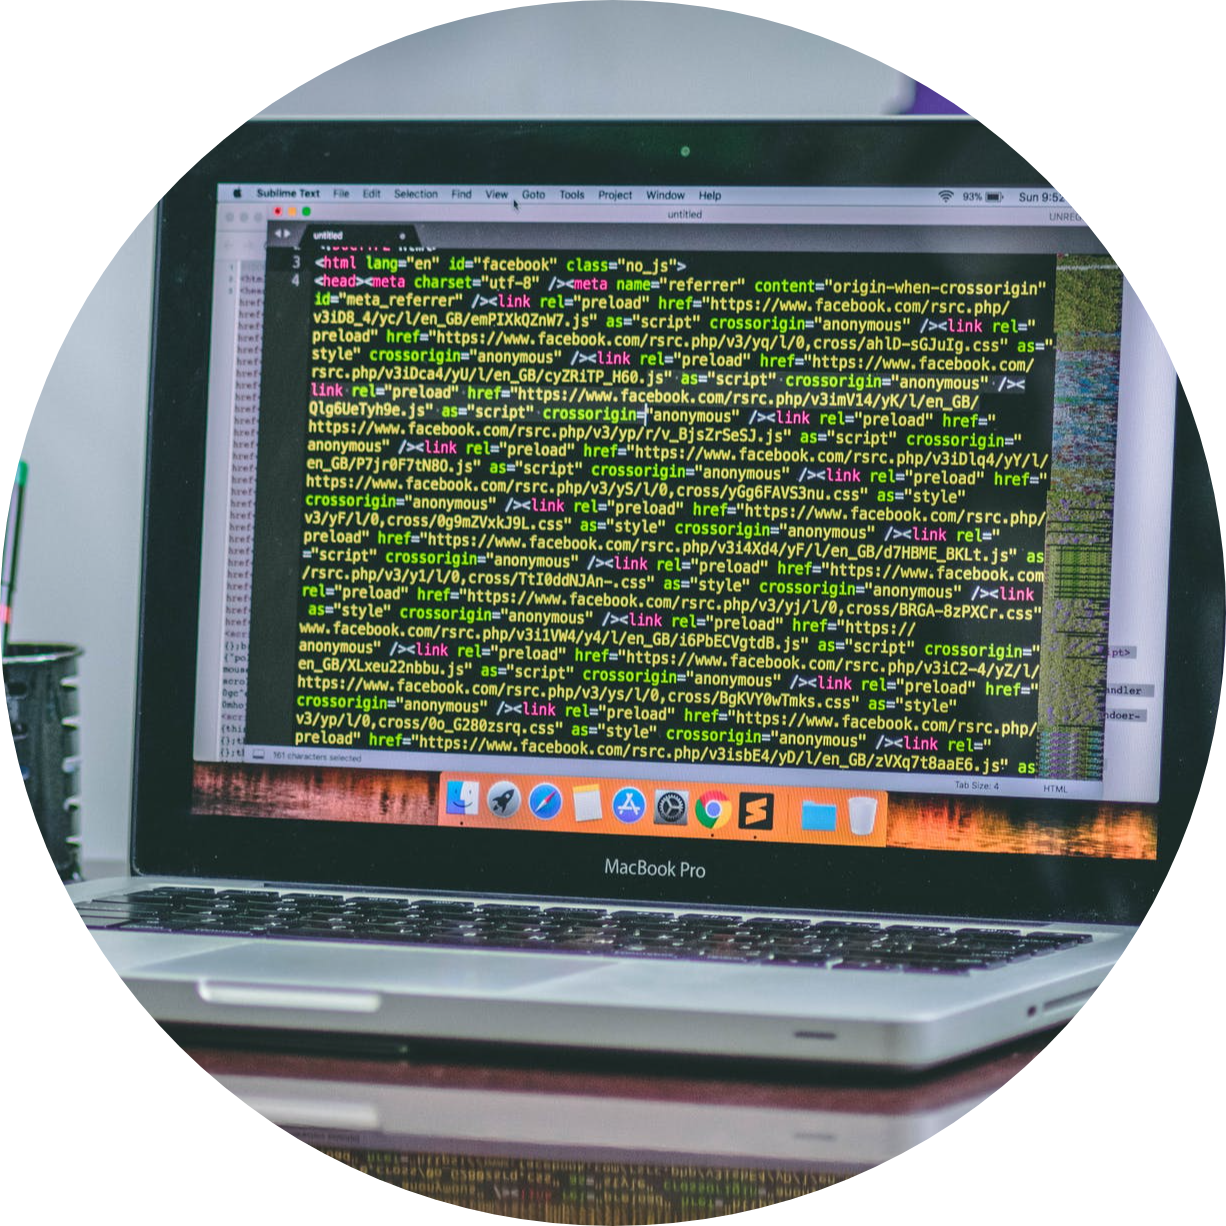 Sublime Text File Edit Selection Find View Goto Tools Project Window Help 93% Sun 9:52
untitled
UNREG
untitled
3 <html lang="en" id="facebook" class="no_js">
4 <head><meta charset="utf-8" /><meta name="referrer" content="origin-when-crossorigin"
id="meta_referrer" /><link rel="preload" href="https://www.facebook.com/rsrc.php/
v3iD8_4/yc/l/en_GB/emPIXkQZnW7.js" as="script" crossorigin="anonymous" /><link rel="
preload" href="https://www.facebook.com/rsrc.php/v3/yq/l/0,cross/ahlD-sGJuIg.css" as="
style" crossorigin="anonymous" /><link rel="preload" href="https://www.facebook.com/
rsrc.php/v3iDca4/yU/l/en_GB/cyZRiTP_H60.js" as="script" crossorigin="anonymous" /><
link rel="preload" href="https://www.facebook.com/rsrc.php/v3imV14/yK/l/en_GB/
Qlg6UeTyh9e.js" as="script" crossorigin="anonymous" /><link rel="preload" href="
https://www.facebook.com/rsrc.php/v3/yp/r/v_BjsZrSeSJ.js" as="script" crossorigin="
anonymous" /><link rel="preload" href="https://www.facebook.com/rsrc.php/v3iDlq4/yY/l/
en_GB/P7jr0F7tN8O.js" as="script" crossorigin="anonymous" /><link rel="preload" href="
https://www.facebook.com/rsrc.php/v3/yS/l/0,cross/yGg6FAVS3nu.css" as="style"
crossorigin="anonymous" /><link rel="preload" href="https://www.facebook.com/rsrc.php/
v3/yF/l/0,cross/0g9mZVxkJ9L.css" as="style" crossorigin="anonymous" /><link rel="
preload" href="https://www.facebook.com/rsrc.php/v3i4Xd4/yF/l/en_GB/d7HBME_BKLt.js" as
="script" crossorigin="anonymous" /><link rel="preload" href="https://www.facebook.com
/rsrc.php/v3/y1/l/0,cross/TtI0ddNJAn-.css" as="style" crossorigin="anonymous" /><link
rel="preload" href="https://www.facebook.com/rsrc.php/v3/yj/l/0,cross/BRGA-8zPXCr.css"
as="style" crossorigin="anonymous" /><link rel="preload" href="https://
www.facebook.com/rsrc.php/v3i1VW4/y4/l/en_GB/i6PbECVgtdB.js" as="script" crossorigin="
anonymous" /><link rel="preload" href="https://www.facebook.com/rsrc.php/v3iC2-4/yZ/l/
en_GB/XLxeu22nbbu.js" as="script" crossorigin="anonymous" /><link rel="preload" href="
https://www.facebook.com/rsrc.php/v3/ys/l/0,cross/BgKVY0wTmks.css" as="style"
crossorigin="anonymous" /><link rel="preload" href="https://www.facebook.com/rsrc.php/
v3/yp/l/0,cross/0o_G280zsrq.css" as="style" crossorigin="anonymous" /><link rel="
preload" href="https://www.facebook.com/rsrc.php/v3isbE4/yD/l/en_GB/zVXq7t8aaE6.js" as
161 characters selected
Tab Size: 4 HTML
MacBook Pro